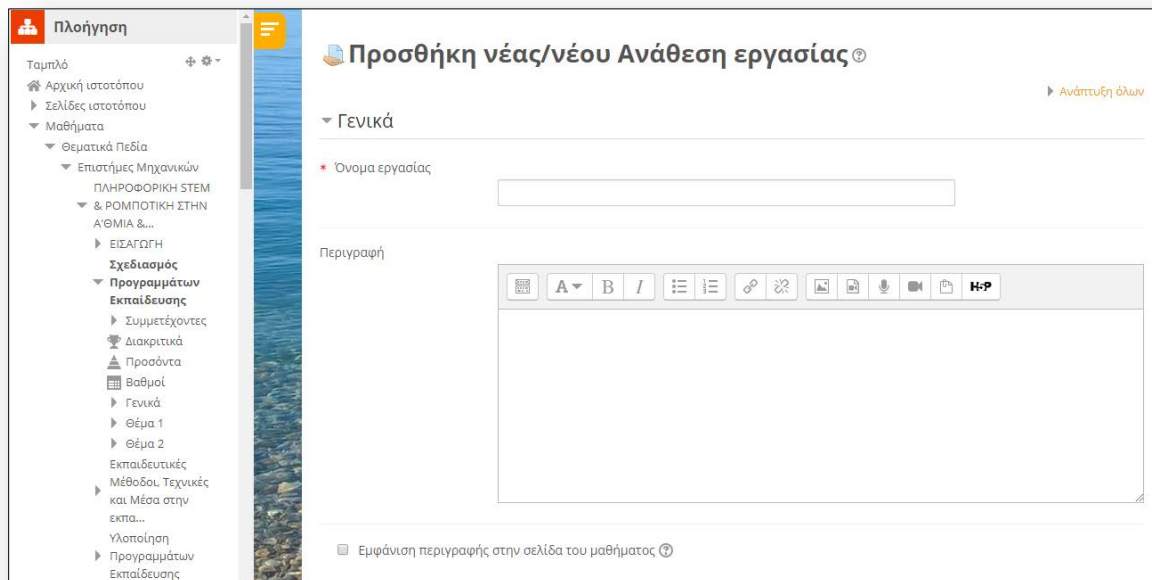 Πλοήγηση
Ταμπλό
Αρχική ιστοτόπου
Σελίδες ιστοτόπου
Μαθήματα
Θεματικά Πεδία
Επιστήμες Μηχανικών
ΠΛΗΡΟΦΟΡΙΚΗ STEM
& ΡΟΜΠΟΤΙΚΗ ΣΤΗΝ
Α'ΘΜΙΑ &...
ΕΙΣΑΓΩΓΗ
Σχεδιασμός
Προγραμμάτων
Εκπαίδευσης
Συμμετέχοντες
Διακριτικά
Προσόντα
Βαθμοί
Γενικά
Θέμα 1
Θέμα 2
Εκπαιδευτικές
Μέθοδοι, Τεχνικές
και Μέσα στην
εκπα...
Υλοποίηση
Προγραμμάτων
Εκπαίδευσης
Προσθήκη νέας/νέου Ανάθεση εργασίας
Ανάπτυξη όλων
Γενικά
* Όνομα εργασίας
Περιγραφή
A B I H-P
Εμφάνιση περιγραφής στην σελίδα του μαθήματος